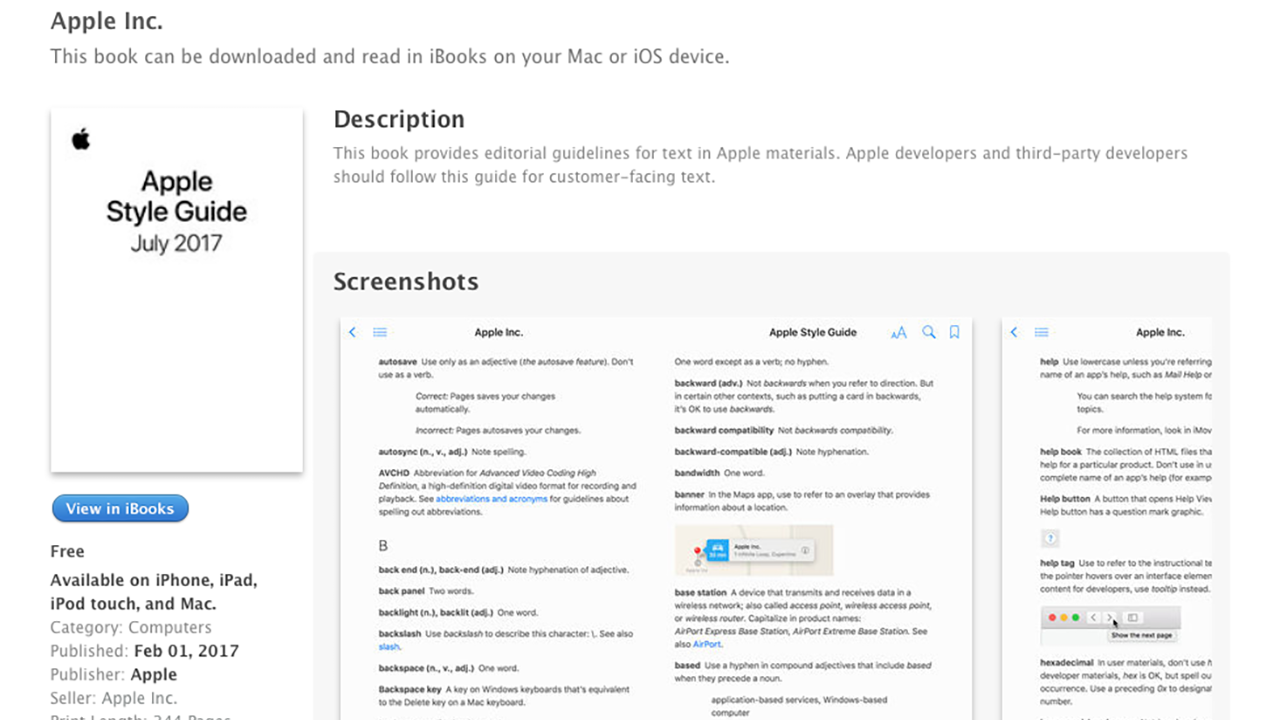 Apple Inc.
This book can be downloaded and read in iBooks on your Mac or iOS device.
Apple
Style Guide
July 2017
View in iBooks
Free
Available on iPhone, iPad,
iPod touch, and Mac.
Category: Computers
Published: Feb 01, 2017
Publisher: Apple
Seller: Apple Inc.
Print Length: 344 Pages
Description
This book provides editorial guidelines for text in Apple materials. Apple developers and third-party developers
should follow this guide for customer-facing text.
Screenshots
Apple Inc.
autosave Use only as an adjective (the autosave feature). Don't
use as a verb.
Correct: Pages saves your changes
automatically.
Incorrect: Pages autosaves your changes.
autosync (n., v., adj.) Note spelling.
AVCHD Abbreviation for Advanced Video Coding High
Definition, a high-definition digital video format for recording and
playback. See abbreviations and acronyms for guidelines about
spelling out abbreviations.
B
back end (n.), back-end (adj.) Note hyphenation of adjective.
back panel Two words.
backlight (n.), backlit (adj.) One word.
backslash Use backslash to describe this character: \. See also
slash.
backspace (n., v., adj.) One word.
Backspace key A key on Windows keyboards that's equivalent
to the Delete key on a Mac keyboard.
Apple Style Guide
AA
One word except as a verb; no hyphen.
backward (adv.) Not backwards when you refer to direction. But
in certain other contexts, such as putting a card in backwards,
it's OK to use backwards.
backward compatibility Not backwards compatibility.
backward-compatible (adj.) Note hyphenation.
bandwidth One word.
banner In the Maps app, use to refer to an overlay that provides
information about a location.
Apple Inc.
1 Infinite Loop, Cupertino
base station A device that transmits and receives data in a
wireless network; also called access point, wireless access point,
or wireless router. Capitalize in product names:
AirPort Express Base Station, AirPort Extreme Base Station. See
also AirPort.
based Use a hyphen in compound adjectives that include based
when they precede a noun.
application-based services, Windows-based
computer
Apple Inc.
help Use lowercase unless you're referring
name of an app's help, such as Mail Help or
You can search the help system fo
topics.
For more information, look in iMov
help book The collection of HTML files tha
help for a particular product. Don't use in u
complete name of an app's help (for examp
Help button A button that opens Help View
Help button has a question mark graphic.
?
help tag Use to refer to the instructional te
the pointer hovers over an interface elemen
content for developers, use tooltip instead.
Show the next page
hexadecimal In user materials, don't use h
developer materials, hex is OK, but spell ou
occurrence. Use a preceding 0x to designat
number.